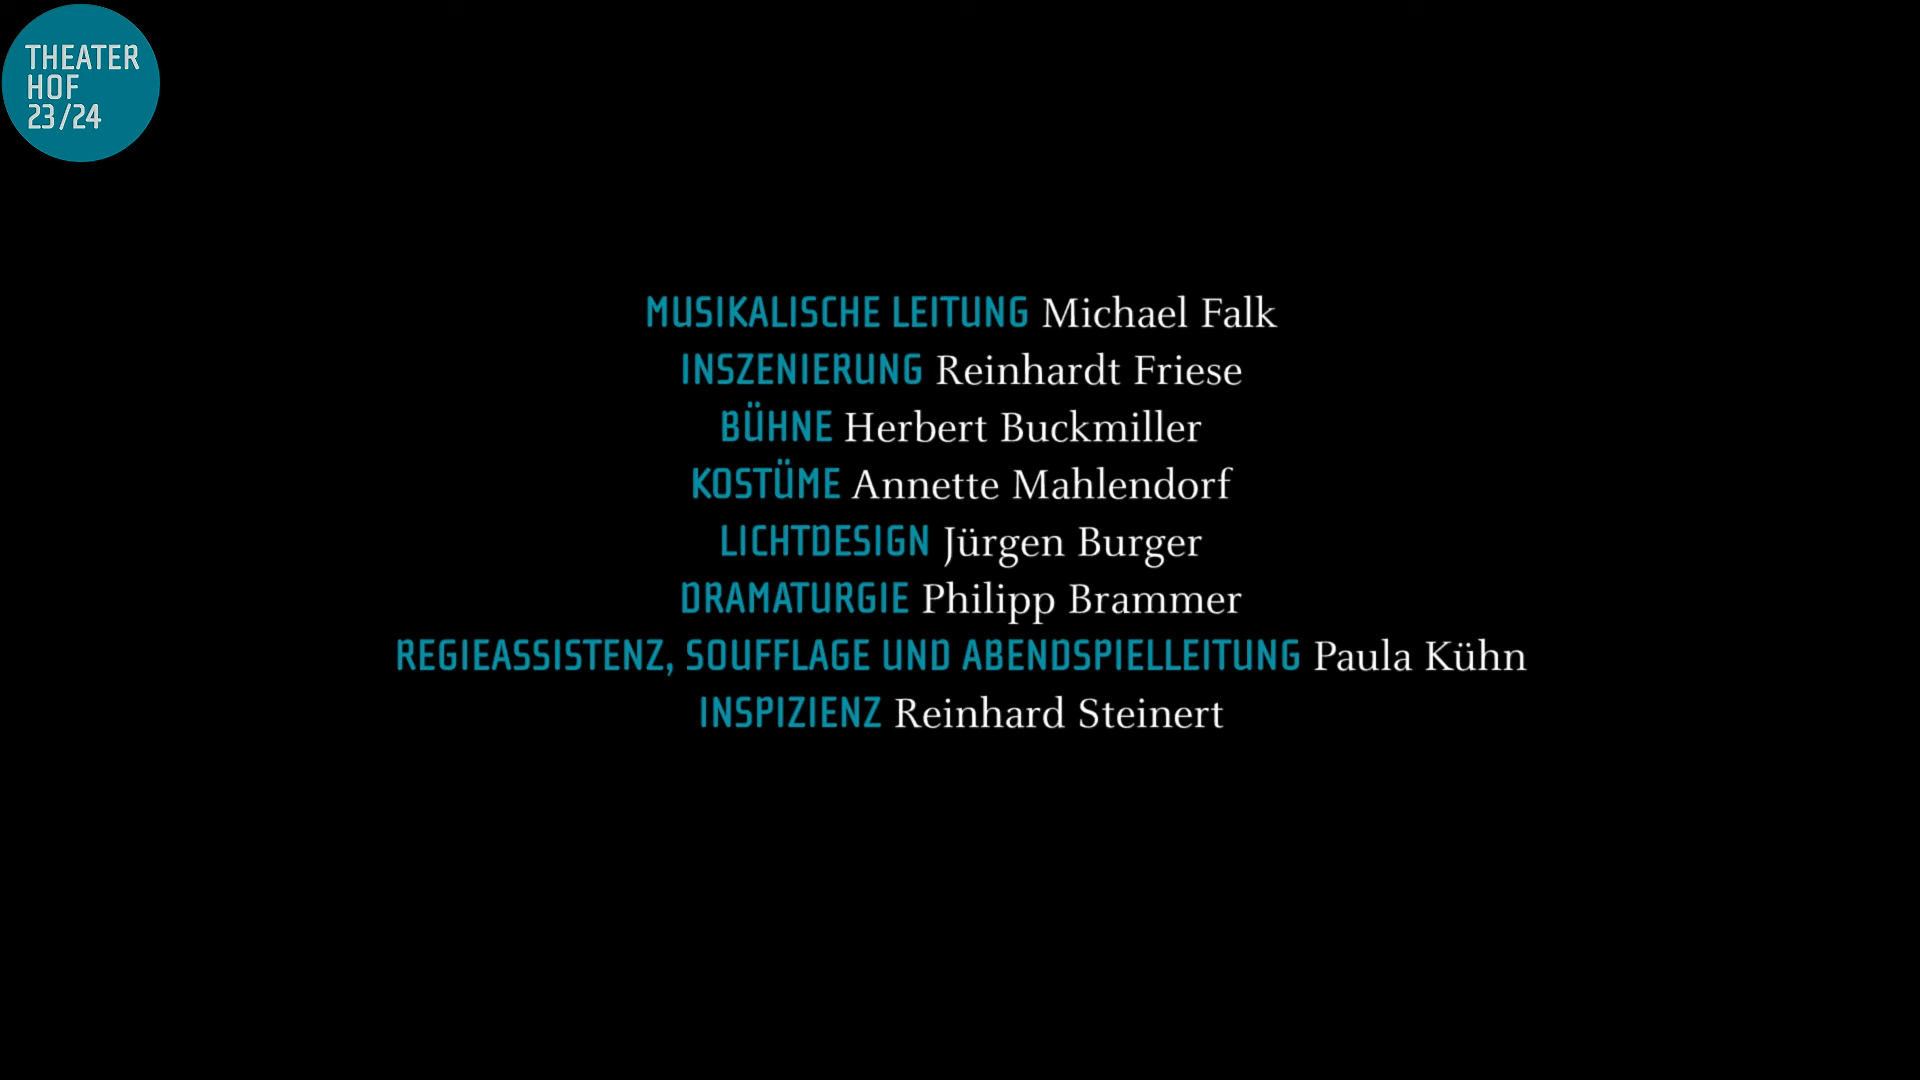 THEATER
HOF
23/24
MUSIKALISCHE LEITUNG Michael Falk
INSZENIERUNG Reinhardt Friese
BÜHNE Herbert Buckmiller
KOSTÜME Annette Mahlendorf
LICHTDESIGN Jürgen Burger
DRAMATURGIE Philipp Brammer
REGIEASSISTENZ, SOUFFLAGE UND ABENDSPIELLEITUNG Paula Kühn
INSPIZIENZ Reinhard Steinert